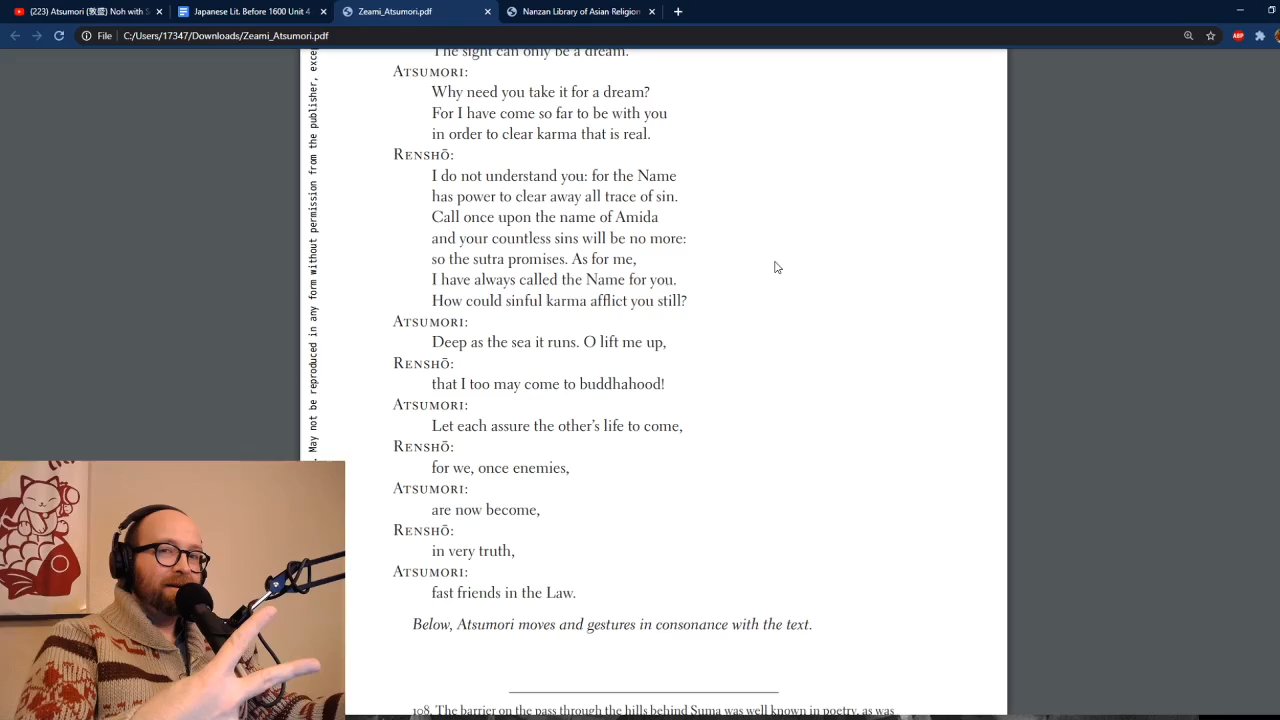 (223) Atsumori (敦盛) Noh with S
Japanese Lit. Before 1600 Unit 4
Zeami_Atsumori.pdf
Nanzan Library of Asian Religion
File
C:/Users/17347/Downloads/Zeami_Atsumori.pdf
ABP
May not be reproduced in any form without permission from the publisher, excep
The sight can only be a dream.
Atsumori:
Why need you take it for a dream?
For I have come so far to be with you
in order to clear karma that is real.
Renshō:
I do not understand you: for the Name
has power to clear away all trace of sin.
Call once upon the name of Amida
and your countless sins will be no more:
so the sutra promises. As for me,
I have always called the Name for you.
How could sinful karma afflict you still?
Atsumori:
Deep as the sea it runs. O lift me up,
Renshō:
that I too may come to buddhahood!
Atsumori:
Let each assure the other's life to come,
Renshō:
for we, once enemies,
Atsumori:
are now become,
Renshō:
in very truth,
Atsumori:
fast friends in the Law.
Below, Atsumori moves and gestures in consonance with the text.
108. The barrier on the pass through the hills behind Suma was well known in poetry, as was